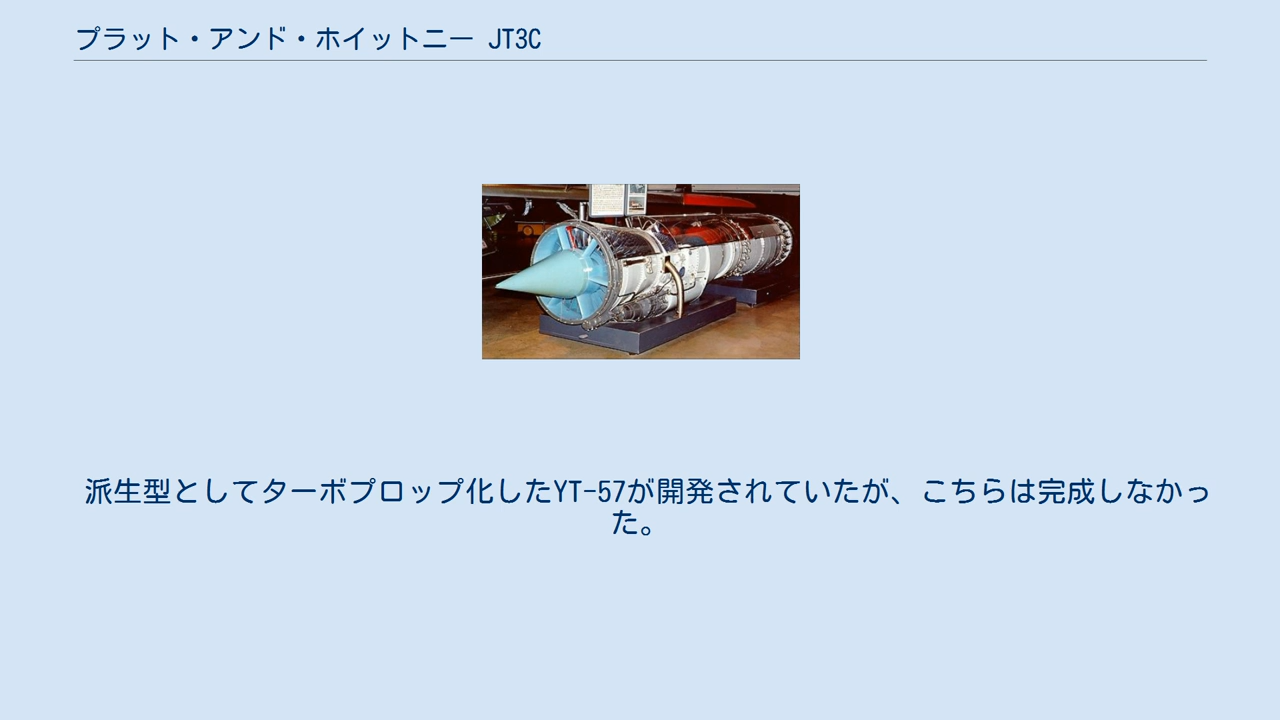 プラット・アンド・ホイットニー JT3C
派生型としてターボプロップ化したYT-57が開発されていたが、こちらは完成しなかっ
た。